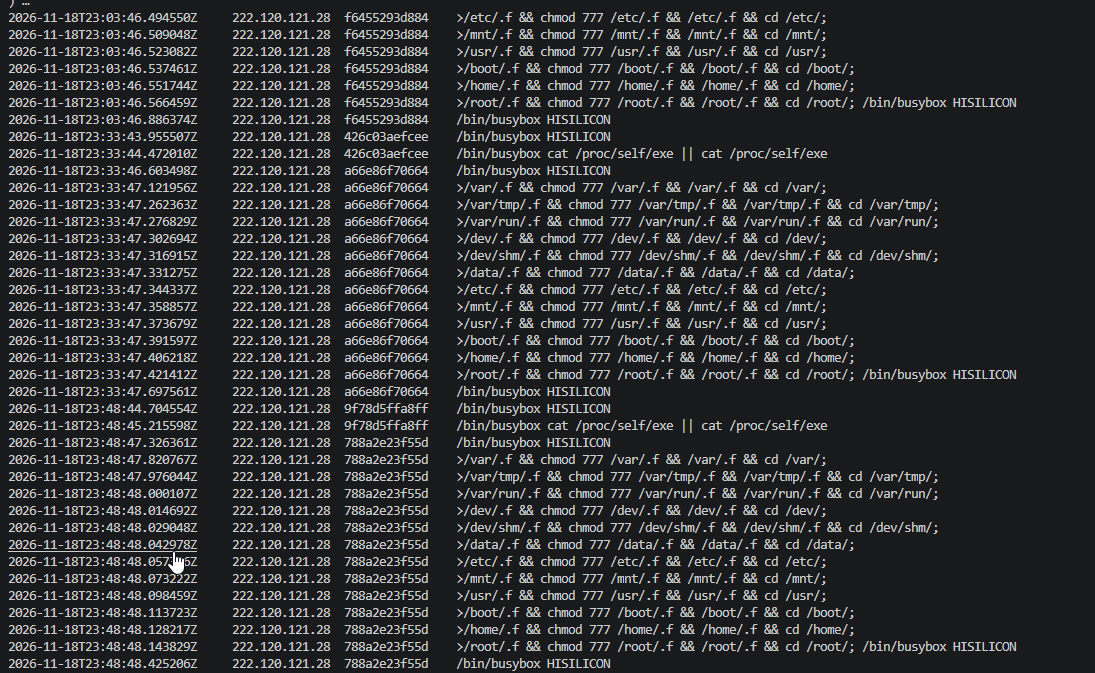 ) …
2026-11-18T23:03:46.494550Z 222.120.121.28 f6455293d884 >/etc/.f && chmod 777 /etc/.f && /etc/.f && cd /etc/;
2026-11-18T23:03:46.509048Z 222.120.121.28 f6455293d884 >/mnt/.f && chmod 777 /mnt/.f && /mnt/.f && cd /mnt/;
2026-11-18T23:03:46.523082Z 222.120.121.28 f6455293d884 >/usr/.f && chmod 777 /usr/.f && /usr/.f && cd /usr/;
2026-11-18T23:03:46.537461Z 222.120.121.28 f6455293d884 >/boot/.f && chmod 777 /boot/.f && /boot/.f && cd /boot/;
2026-11-18T23:03:46.551744Z 222.120.121.28 f6455293d884 >/home/.f && chmod 777 /home/.f && /home/.f && cd /home/;
2026-11-18T23:03:46.566459Z 222.120.121.28 f6455293d884 >/root/.f && chmod 777 /root/.f && /root/.f && cd /root/; /bin/busybox HISILICON
2026-11-18T23:03:46.886374Z 222.120.121.28 f6455293d884 /bin/busybox HISILICON
2026-11-18T23:33:43.955507Z 222.120.121.28 426c03aefcee /bin/busybox HISILICON
2026-11-18T23:33:44.472010Z 222.120.121.28 426c03aefcee /bin/busybox cat /proc/self/exe || cat /proc/self/exe
2026-11-18T23:33:46.603498Z 222.120.121.28 a66e86f70664 /bin/busybox HISILICON
2026-11-18T23:33:47.121956Z 222.120.121.28 a66e86f70664 >/var/.f && chmod 777 /var/.f && /var/.f && cd /var/;
2026-11-18T23:33:47.262363Z 222.120.121.28 a66e86f70664 >/var/tmp/.f && chmod 777 /var/tmp/.f && /var/tmp/.f && cd /var/tmp/;
2026-11-18T23:33:47.276829Z 222.120.121.28 a66e86f70664 >/var/run/.f && chmod 777 /var/run/.f && /var/run/.f && cd /var/run/;
2026-11-18T23:33:47.302694Z 222.120.121.28 a66e86f70664 >/dev/.f && chmod 777 /dev/.f && /dev/.f && cd /dev/;
2026-11-18T23:33:47.316915Z 222.120.121.28 a66e86f70664 >/dev/shm/.f && chmod 777 /dev/shm/.f && /dev/shm/.f && cd /dev/shm/;
2026-11-18T23:33:47.331275Z 222.120.121.28 a66e86f70664 >/data/.f && chmod 777 /data/.f && /data/.f && cd /data/;
2026-11-18T23:33:47.344337Z 222.120.121.28 a66e86f70664 >/etc/.f && chmod 777 /etc/.f && /etc/.f && cd /etc/;
2026-11-18T23:33:47.358857Z 222.120.121.28 a66e86f70664 >/mnt/.f && chmod 777 /mnt/.f && /mnt/.f && cd /mnt/;
2026-11-18T23:33:47.373679Z 222.120.121.28 a66e86f70664 >/usr/.f && chmod 777 /usr/.f && /usr/.f && cd /usr/;
2026-11-18T23:33:47.391597Z 222.120.121.28 a66e86f70664 >/boot/.f && chmod 777 /boot/.f && /boot/.f && cd /boot/;
2026-11-18T23:33:47.406218Z 222.120.121.28 a66e86f70664 >/home/.f && chmod 777 /home/.f && /home/.f && cd /home/;
2026-11-18T23:33:47.421412Z 222.120.121.28 a66e86f70664 >/root/.f && chmod 777 /root/.f && /root/.f && cd /root/; /bin/busybox HISILICON
2026-11-18T23:33:47.697561Z 222.120.121.28 a66e86f70664 /bin/busybox HISILICON
2026-11-18T23:48:44.704554Z 222.120.121.28 9f78d5ffa8ff /bin/busybox HISILICON
2026-11-18T23:48:45.215598Z 222.120.121.28 9f78d5ffa8ff /bin/busybox cat /proc/self/exe || cat /proc/self/exe
2026-11-18T23:48:47.326361Z 222.120.121.28 788a2e23f55d /bin/busybox HISILICON
2026-11-18T23:48:47.820767Z 222.120.121.28 788a2e23f55d >/var/.f && chmod 777 /var/.f && /var/.f && cd /var/;
2026-11-18T23:48:47.976044Z 222.120.121.28 788a2e23f55d >/var/tmp/.f && chmod 777 /var/tmp/.f && /var/tmp/.f && cd /var/tmp/;
2026-11-18T23:48:48.000107Z 222.120.121.28 788a2e23f55d >/var/run/.f && chmod 777 /var/run/.f && /var/run/.f && cd /var/run/;
2026-11-18T23:48:48.014692Z 222.120.121.28 788a2e23f55d >/dev/.f && chmod 777 /dev/.f && /dev/.f && cd /dev/;
2026-11-18T23:48:48.029048Z 222.120.121.28 788a2e23f55d >/dev/shm/.f && chmod 777 /dev/shm/.f && /dev/shm/.f && cd /dev/shm/;
2026-11-18T23:48:48.042978Z 222.120.121.28 788a2e23f55d >/data/.f && chmod 777 /data/.f && /data/.f && cd /data/;
222.120.121.28 788a2e23f55d >/etc/.f && chmod 777 /etc/.f && /etc/.f && cd /etc/;
2026-11-18T23:48:48.073222Z 222.120.121.28 788a2e23f55d >/mnt/.f && chmod 777 /mnt/.f && /mnt/.f && cd /mnt/;
2026-11-18T23:48:48.098459Z 222.120.121.28 788a2e23f55d >/usr/.f && chmod 777 /usr/.f && /usr/.f && cd /usr/;
2026-11-18T23:48:48.113723Z 222.120.121.28 788a2e23f55d >/boot/.f && chmod 777 /boot/.f && /boot/.f && cd /boot/;
2026-11-18T23:48:48.128217Z 222.120.121.28 788a2e23f55d >/home/.f && chmod 777 /home/.f && /home/.f && cd /home/;
2026-11-18T23:48:48.143829Z 222.120.121.28 788a2e23f55d >/root/.f && chmod 777 /root/.f && /root/.f && cd /root/; /bin/busybox HISILICON
2026-11-18T23:48:48.425206Z 222.120.121.28 788a2e23f55d /bin/busybox HISILICON